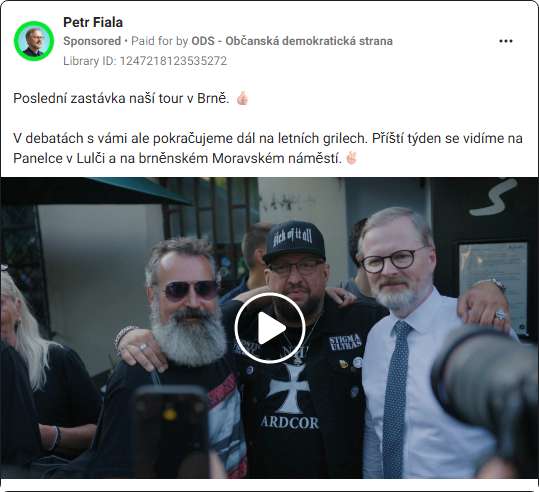 Petr Fiala
Sponsored • Paid for by ODS - Občanská demokratická strana
Library ID: 1247218123535272
Poslední zastávka naší tour v Brně. 👍🏻
V debatách s vámi ale pokračujeme dál na letních grilech. Příští týden se vidíme na
Panelce v Lulči a na brněnském Moravském náměstí.✌🏻
sick of it all
STIGMA
ULTRAS
ARDCOR